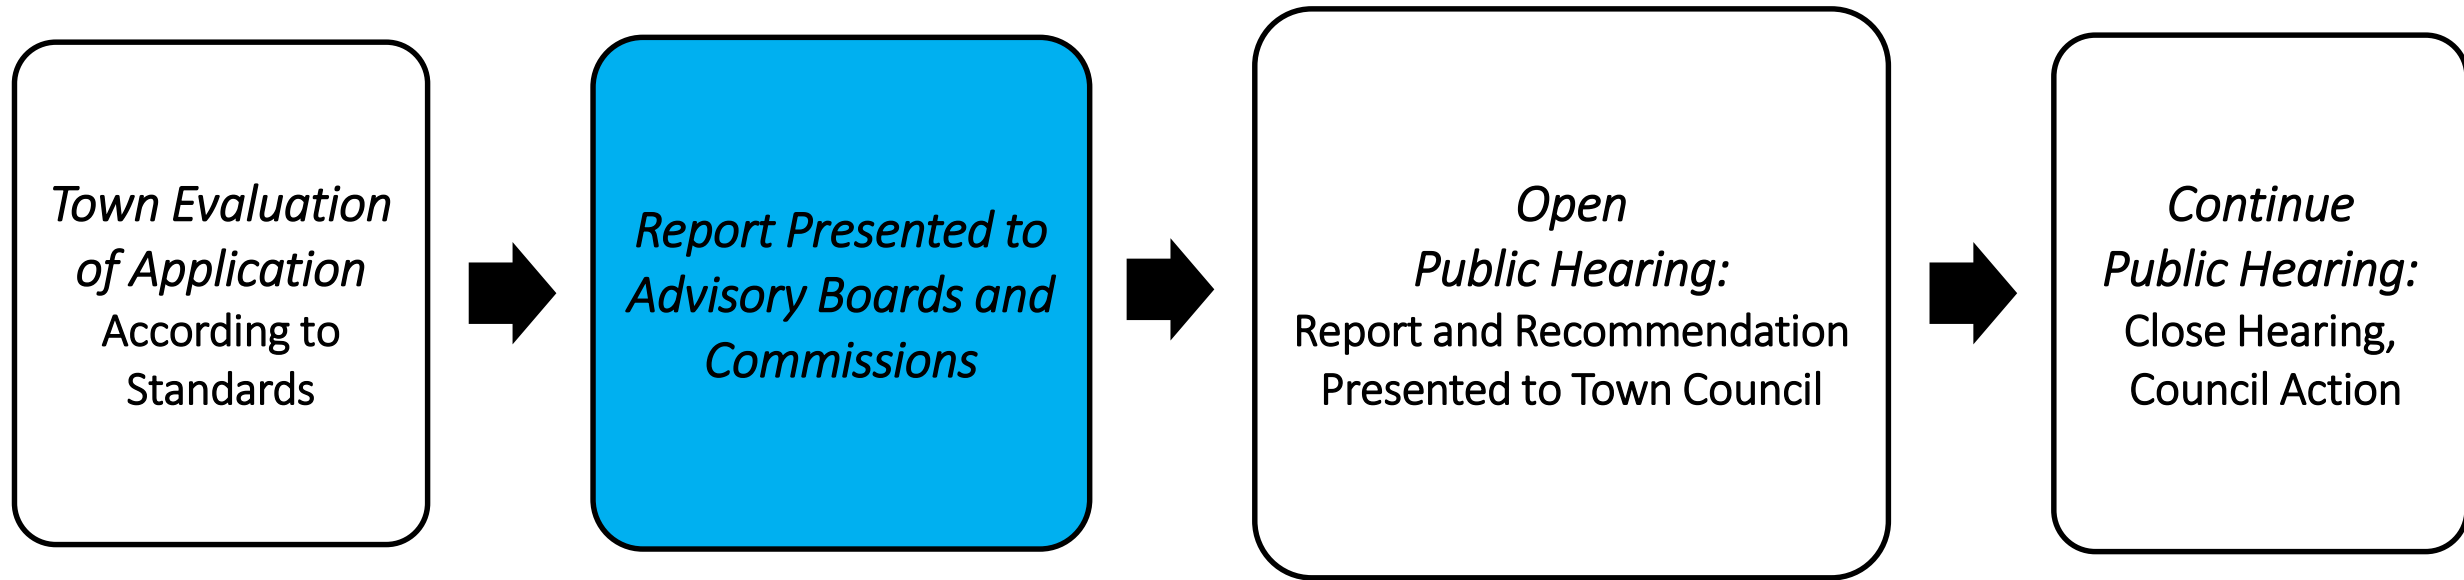 Town Evaluation
of Application
According to
Standards
Report Presented to
Advisory Boards and
Commissions
Open
Public Hearing:
Report and Recommendation
Presented to Town Council
Continue
Public Hearing:
Close Hearing,
Council Action